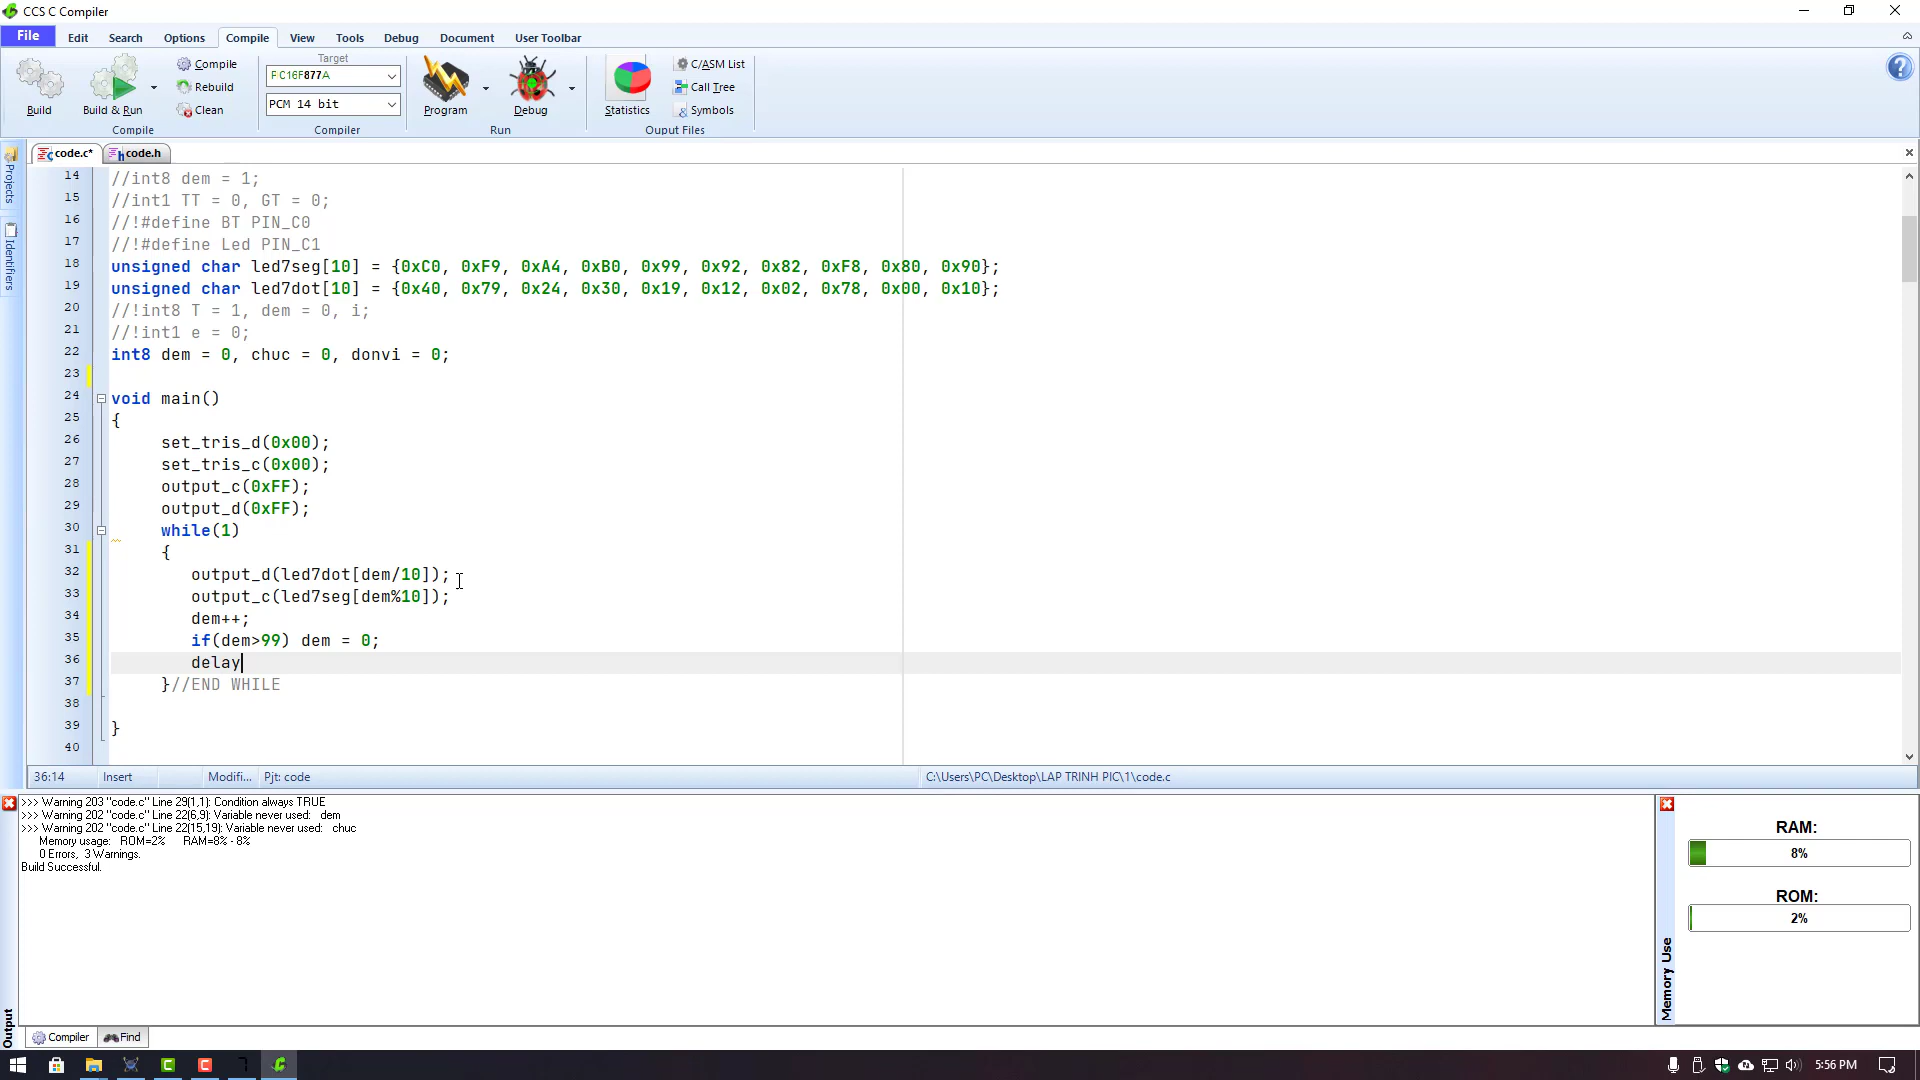 CCS C Compiler
File Edit Search Options Compile View Tools Debug Document User Toolbar
Build
Build & Run
Compile
Rebuild
Clean
Compile
Target
PIC16F877A
PCM 14 bit
Compiler
Program
Debug
Run
Statistics
C/ASM List
Call Tree
Symbols
Ouput Files
Projects
Identifiers
code.c* code.h
14 //int8 dem = 1;
15 //int1 TT = 0, GT = 0;
16 //!#define BT PIN_C0
17 //!#define Led PIN_C1
18 unsigned char led7seg[10] = {0xC0, 0xF9, 0xA4, 0xB0, 0x99, 0x92, 0x82, 0xF8, 0x80, 0x90};
19 unsigned char led7dot[10] = {0x40, 0x79, 0x24, 0x30, 0x19, 0x12, 0x02, 0x78, 0x00, 0x10};
20 //!int8 T = 1, dem = 0, i;
21 //!int1 e = 0;
22 int8 dem = 0, chuc = 0, donvi = 0;
23
24 void main()
25 {
26 set_tris_d(0x00);
27 set_tris_c(0x00);
28 output_c(0xFF);
29 output_d(0xFF);
30 while(1)
31 {
32 output_d(led7dot[dem/10]);
33 output_c(led7seg[dem%10]);
34 dem++;
35 if(dem>99) dem = 0;
36 delay
37 }//END WHILE
38
39 }
40
36:14 Insert Modifi... Pjt: code C:\Users\PC\Desktop\LAP TRINH PIC\1\code.c
>>> Warning 203 "code.c" Line 29(1,1): Condition always TRUE
>>> Warning 202 "code.c" Line 22(6,9): Variable never used: dem
>>> Warning 202 "code.c" Line 22(15,19): Variable never used: chuc
Memory usage: ROM=2% RAM=8% - 8%
0 Errors, 3 Warnings.
Build Successful.
Output
Memory Use
RAM:
8%
ROM:
2%
Compiler Find
5:56 PM